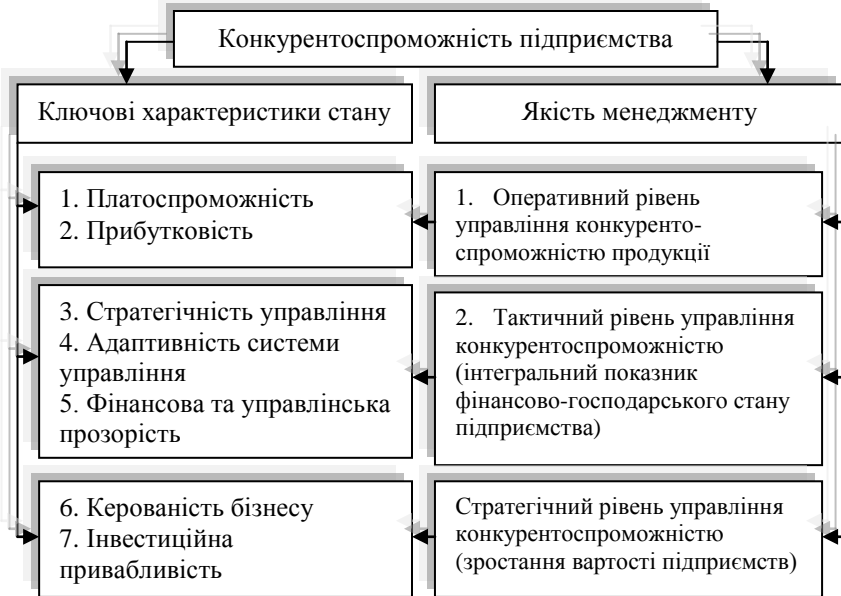 Конкурентоспроможність підприємства
Ключові характеристики стану
Якість менеджменту
1. Платоспроможність
2. Прибутковість
1. Оперативний рівень
управління конкуренто-
спроможністю продукції
3. Стратегічність управління
4. Адаптивність системи
управління
5. Фінансова та управлінська
прозорість
2. Тактичний рівень управління
конкурентоспроможністю
(інтегральний показник
фінансово-господарського стану
підприємства)
6. Керованість бізнесу
7. Інвестиційна
привабливість
Стратегічний рівень управління
конкурентоспроможністю
(зростання вартості підприємств)